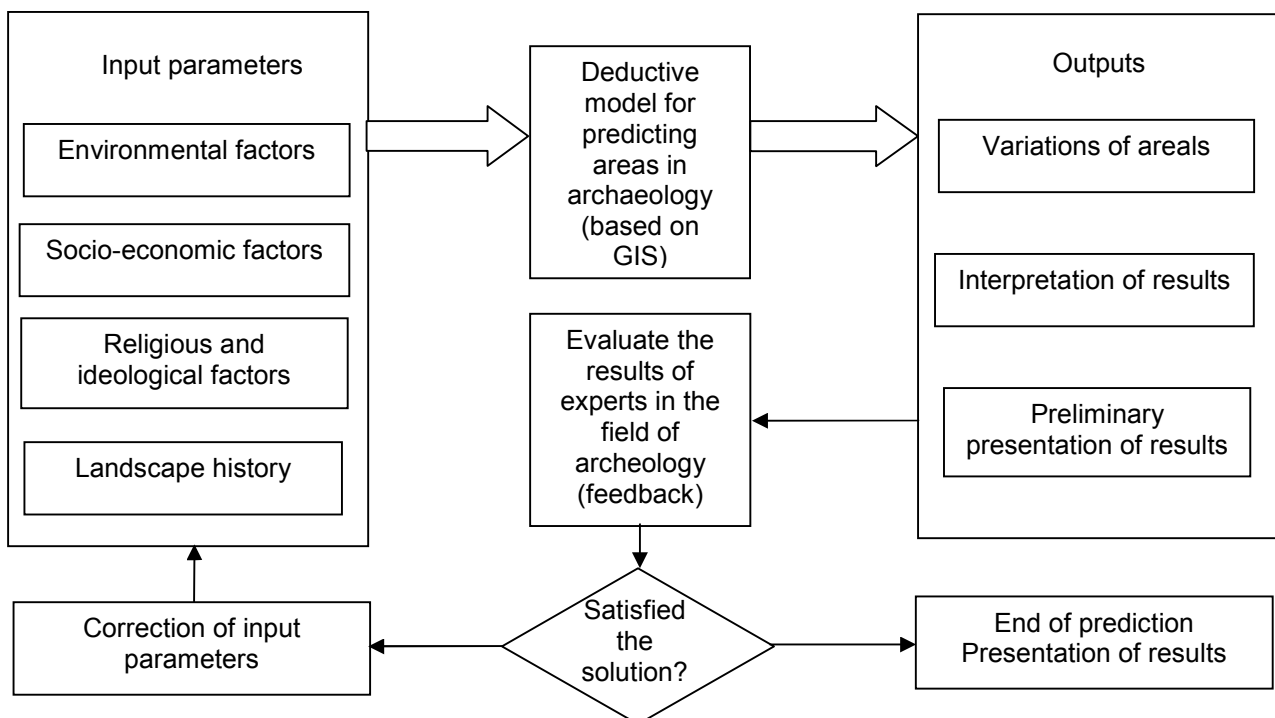 Input parameters
Environmental factors
Socio-economic factors
Religious and
ideological factors
Landscape history
Deductive
model for
predicting
areas in
archaeology
(based on
GIS)
Outputs
Variations of areals
Interpretation of results
Preliminary
presentation of results
Evaluate the
results of
experts in the
field of
archeology
(feedback)
Satisfied
the
solution?
Correction of input
parameters
End of prediction
Presentation of results